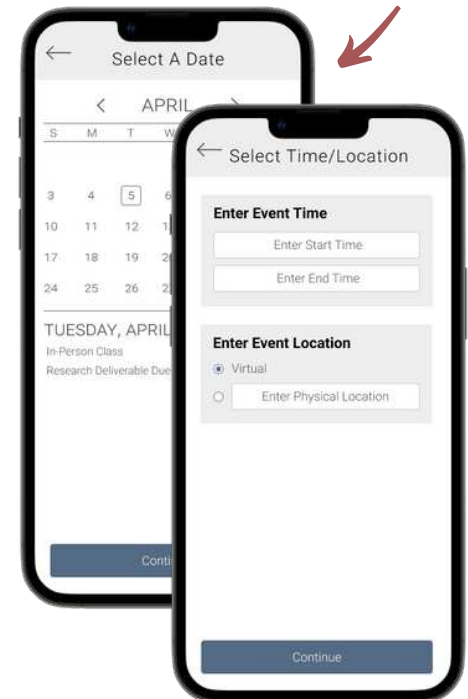 Select A Date
APRIL
S M T W
3 4 5 6
10 11 12
17 18 19
24 25 26
TUESDAY, APRIL
In-Person Class
Research Deliverable Due
Select Time/Location
Enter Event Time
Enter Start Time
Enter End Time
Enter Event Location
Virtual
Enter Physical Location
Continue